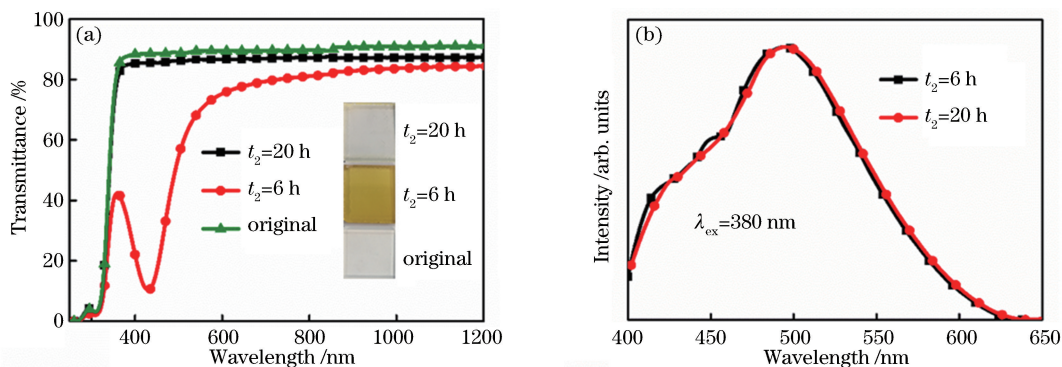 (a)
Transmittance /%
100
80
60
40
20
0
t₂=20 h
t₂=6 h
original
t₂=20 h
t₂=6 h
original
400 600 800 1000 1200
Wavelength /nm
(b)
Intensity /arb. units
t₂=6 h
t₂=20 h
λex=380 nm
400 450 500 550 600 650
Wavelength /nm